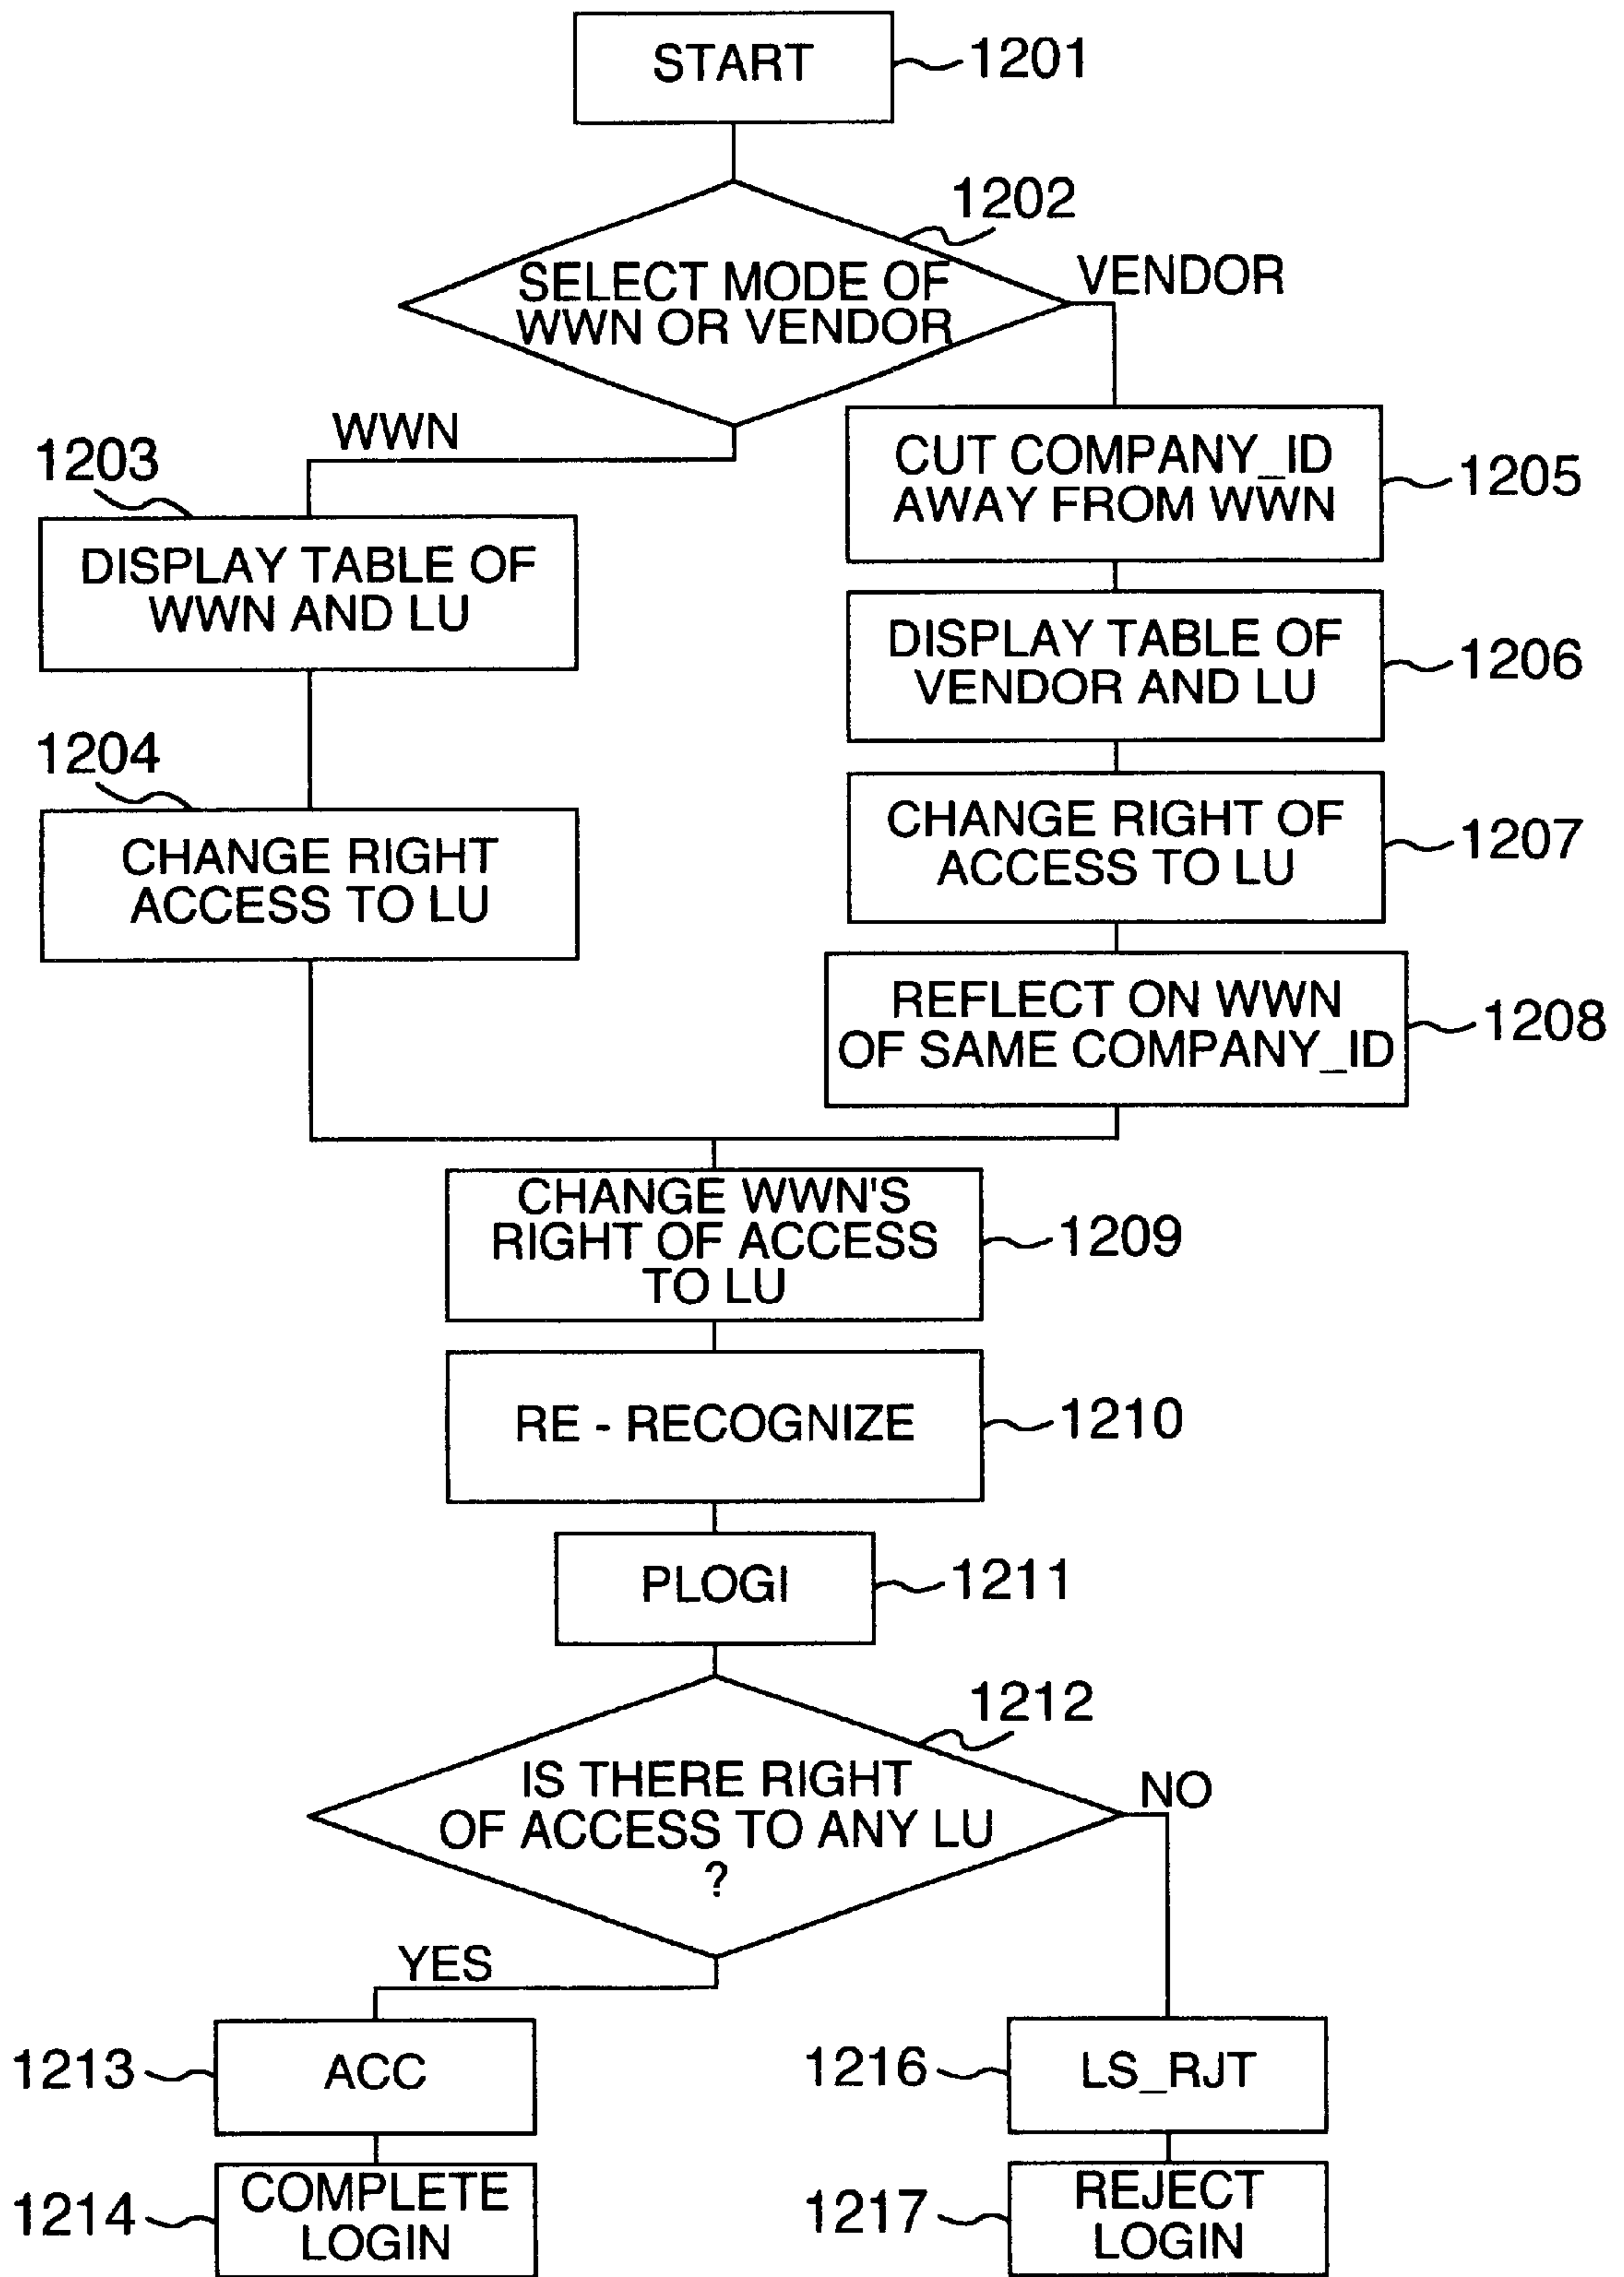 START
1201
1202
SELECT MODE OF
WWN OR VENDOR
VENDOR
WWN
1203
DISPLAY TABLE OF
WWN AND LU
1204
CHANGE RIGHT
ACCESS TO LU
CUT COMPANY_ID
AWAY FROM WWN
1205
DISPLAY TABLE OF
VENDOR AND LU
1206
CHANGE RIGHT OF
ACCESS TO LU
1207
REFLECT ON WWN
OF SAME COMPANY_ID
1208
CHANGE WWN'S
RIGHT OF ACCESS
TO LU
1209
RE - RECOGNIZE
1210
PLOGI
1211
1212
IS THERE RIGHT
OF ACCESS TO ANY LU
?
NO
YES
1213
ACC
1214
COMPLETE
LOGIN
1216
LS_RJT
1217
REJECT
LOGIN